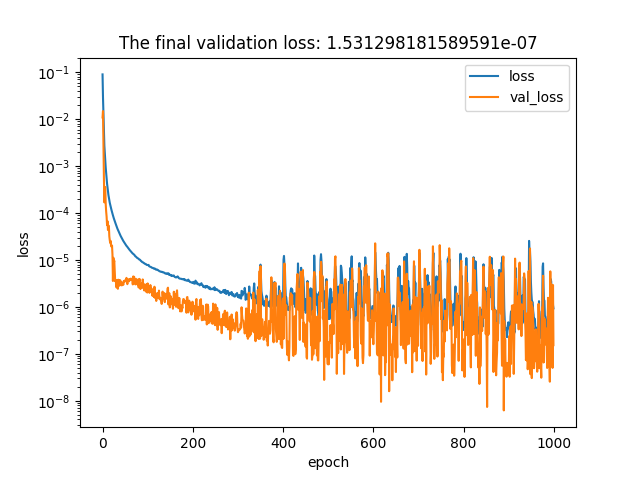 The final validation loss: 1.531298181589591e-07
loss
val_loss
10⁻¹
10⁻²
10⁻³
10⁻⁴
10⁻⁵
10⁻⁶
10⁻⁷
10⁻⁸
loss
0 200 400 600 800 1000
epoch